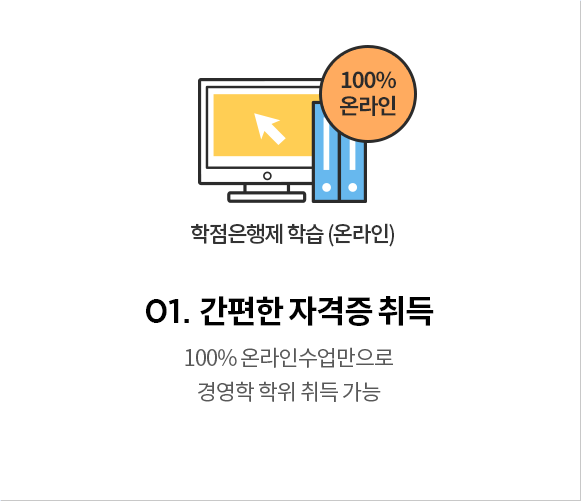 100%
온라인
학점은행제 학습 (온라인)
01. 간편한 자격증 취득
100% 온라인수업만으로
경영학 학위 취득 가능